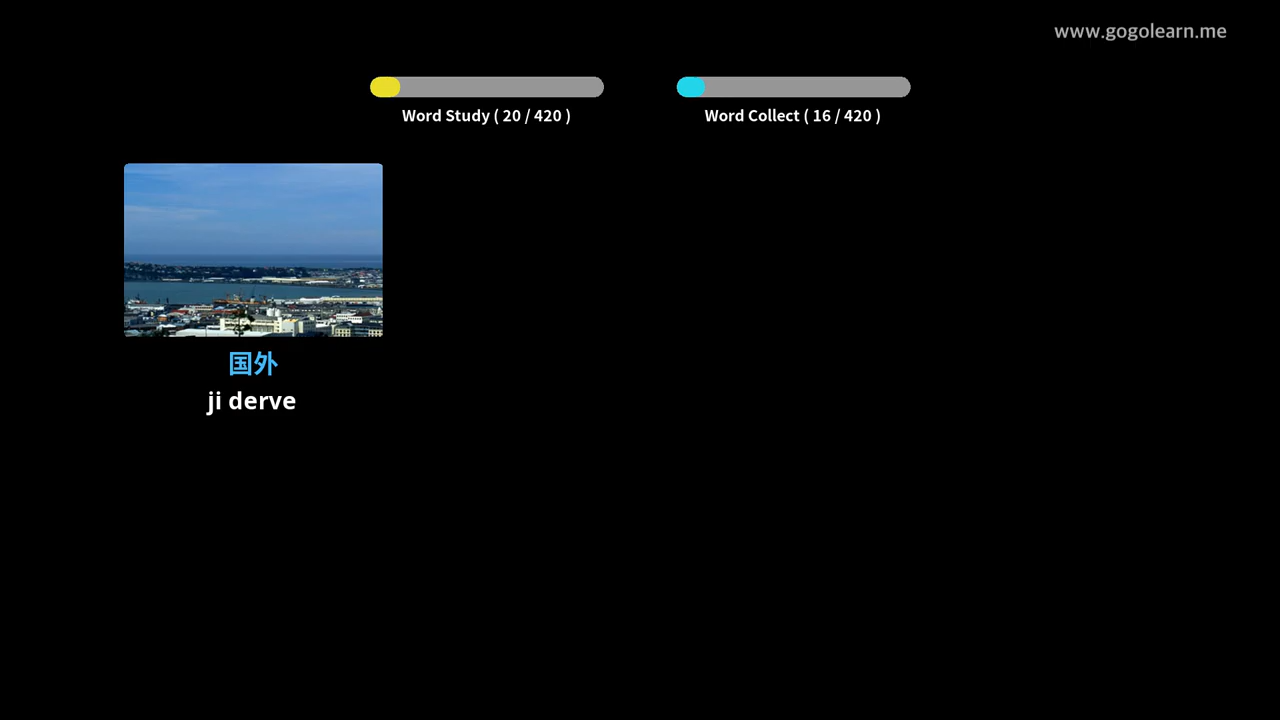 www.gogolearn.me
Word Study ( 20 / 420 )
Word Collect ( 16 / 420 )
国外
ji derve